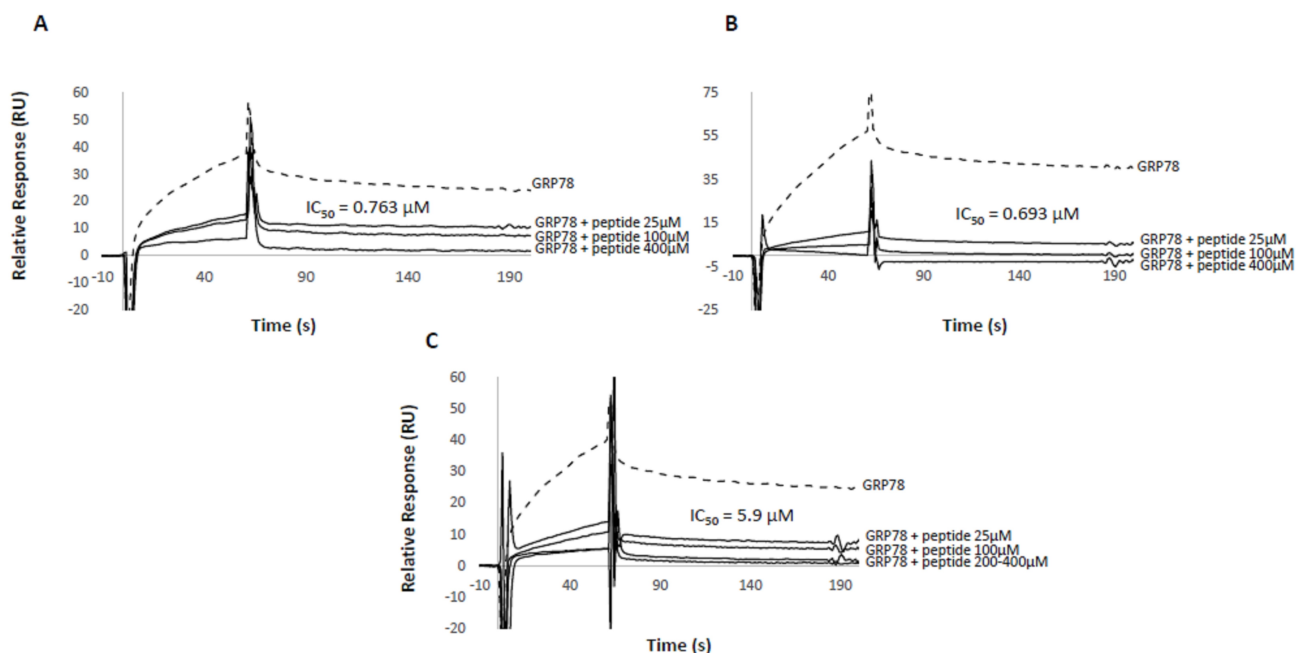 A
Relative Response (RU)
60
50
40
30
20
10
0
-10
-20
-10 40 90 140 190
Time (s)
GRP78
IC50 = 0.763 µM
GRP78 + peptide 25µM
GRP78 + peptide 100µM
GRP78 + peptide 400µM
B
75
55
35
15
-5
-25
-10 40 90 140 190
Time (s)
GRP78
IC50 = 0.693 µM
GRP78 + peptide 25µM
GRP78 + peptide 100µM
GRP78 + peptide 400µM
C
Relative Response (RU)
60
50
40
30
20
10
0
-10
-20
-10 40 90 140 190
Time (s)
GRP78
IC50 = 5.9 µM
GRP78 + peptide 25µM
GRP78 + peptide 100µM
GRP78 + peptide 200-400µM